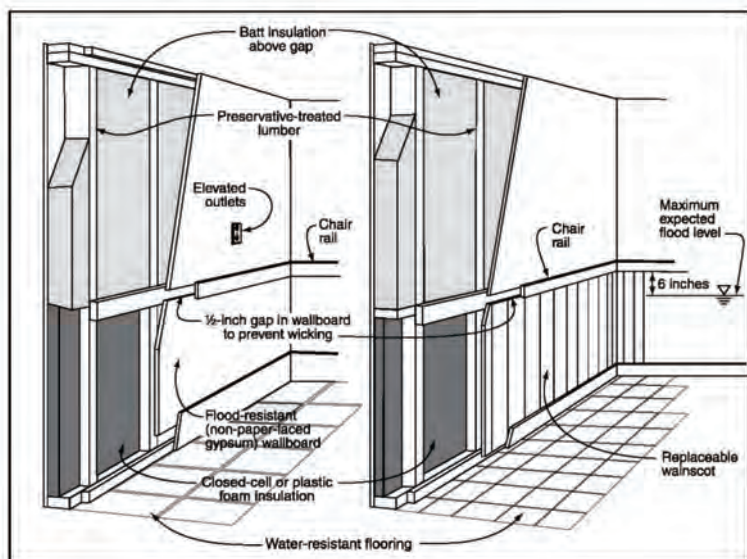 Batt insulation
above gap
Preservative-treated
lumber
Elevated
outlets
Chair
rail
Chair
rail
Maximum
expected
flood level
6 inches
½-inch gap in wallboard
to prevent wicking
Flood-resistant
(non-paper-faced
gypsum) wallboard
Closed-cell or plastic
foam insulation
Replaceable
wainscot
Water-resistant flooring